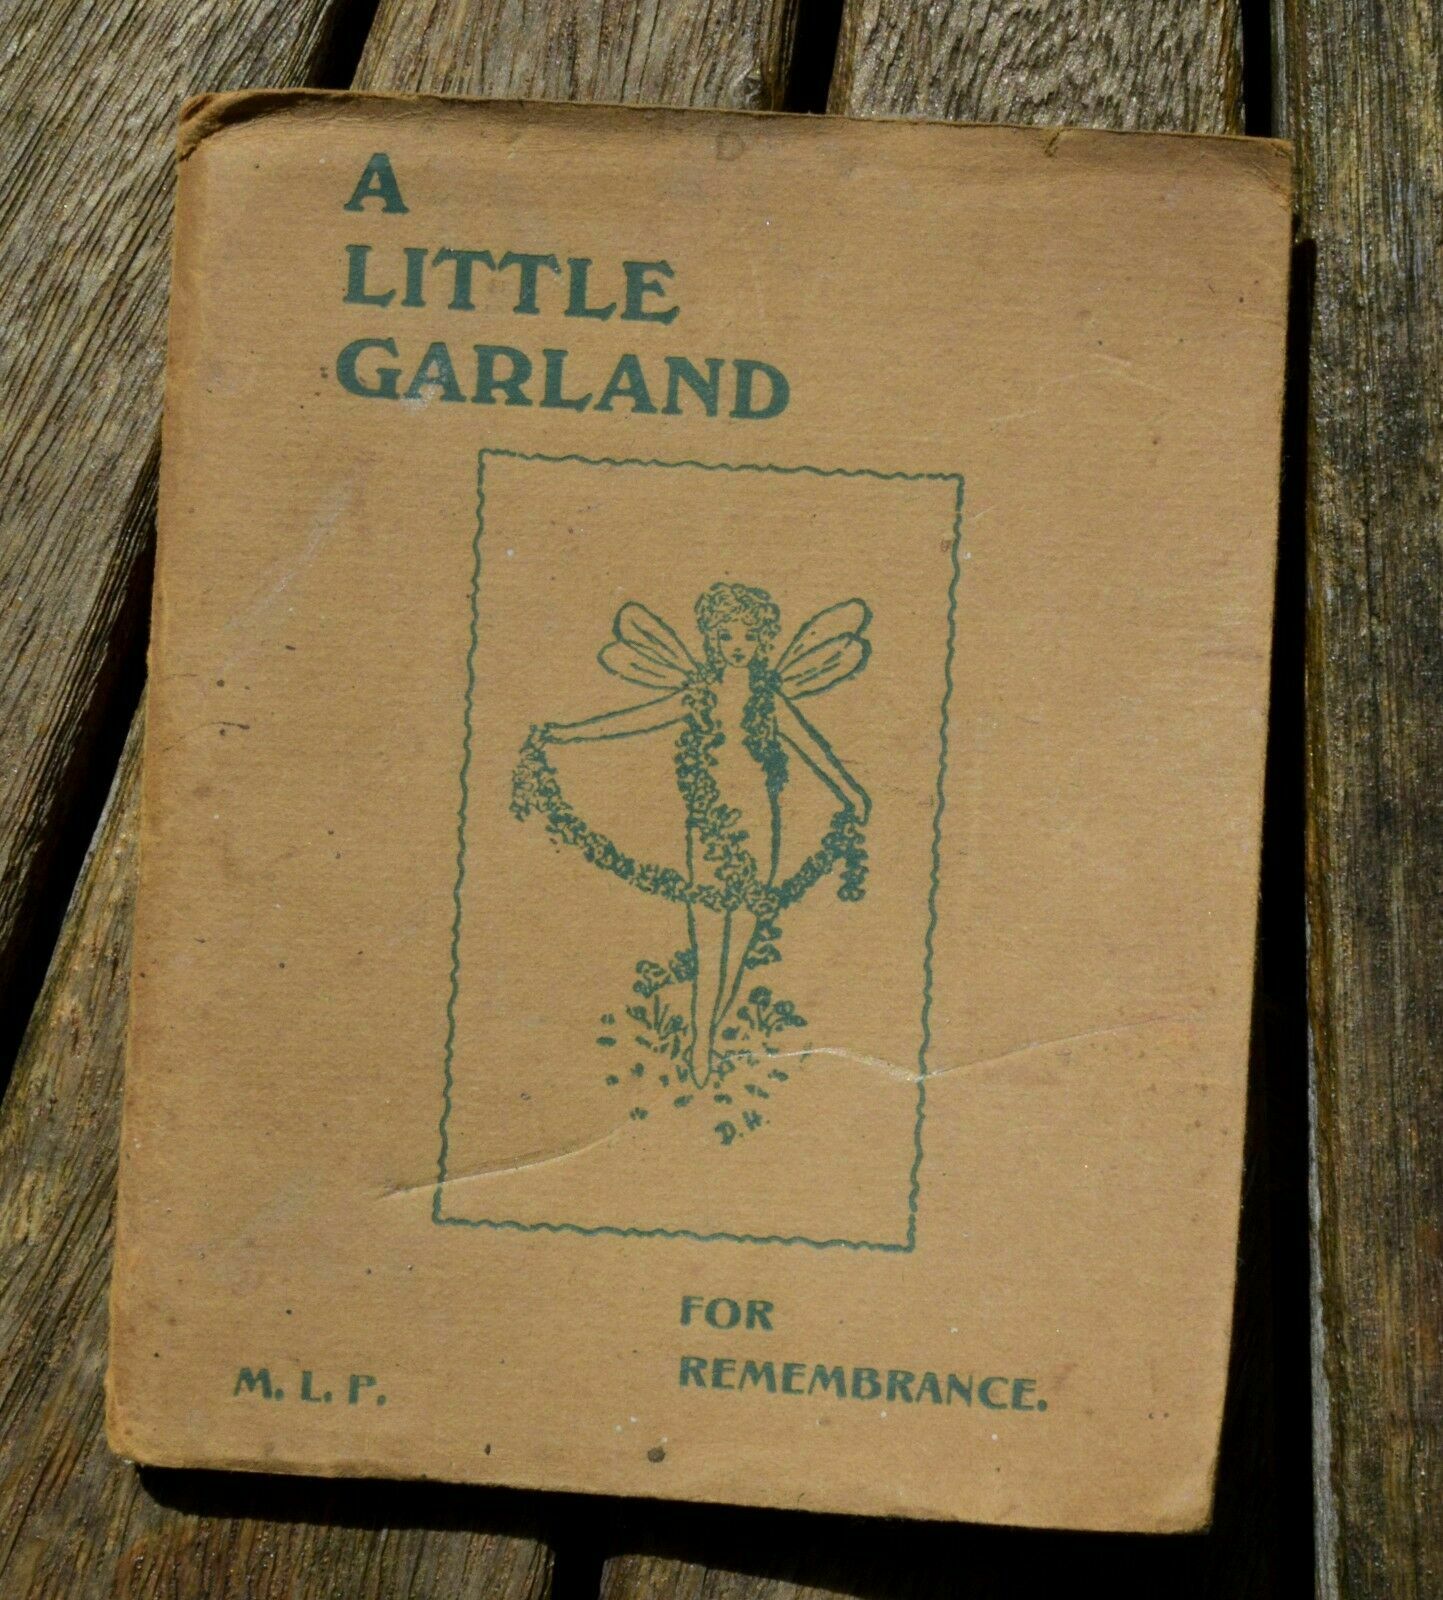 A
LITTLE
GARLAND
D. H.
FOR
REMEMBRANCE.
M. L. P.